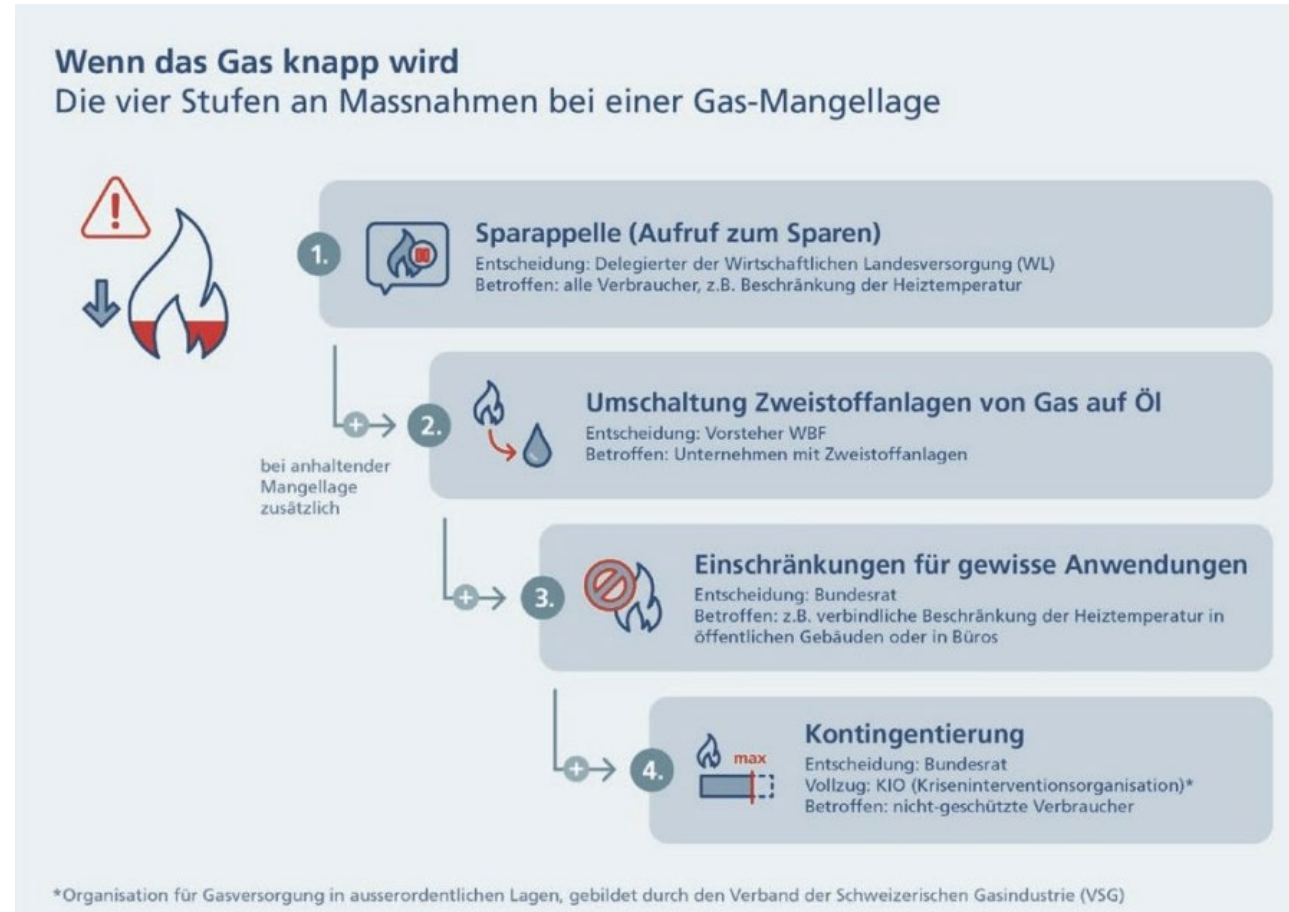 Wenn das Gas knapp wird
Die vier Stufen an Massnahmen bei einer Gas-Mangellage
1.
Sparappelle (Aufruf zum Sparen)
Entscheidung: Delegierter der Wirtschaftlichen Landesversorgung (WL)
Betroffen: alle Verbraucher, z.B. Beschränkung der Heiztemperatur
bei anhaltender
Mangellage
zusätzlich
+
2.
Umschaltung Zweistoffanlagen von Gas auf Öl
Entscheidung: Vorsteher WBF
Betroffen: Unternehmen mit Zweistoffanlagen
+
3.
Einschränkungen für gewisse Anwendungen
Entscheidung: Bundesrat
Betroffen: z.B. verbindliche Beschränkung der Heiztemperatur in
öffentlichen Gebäuden oder in Büros
+
4.
max
Kontingentierung
Entscheidung: Bundesrat
Vollzug: KIO (Kriseninterventionsorganisation)*
Betroffen: nicht-geschützte Verbraucher
*Organisation für Gasversorgung in ausserordentlichen Lagen, gebildet durch den Verband der Schweizerischen Gasindustrie (VSG)